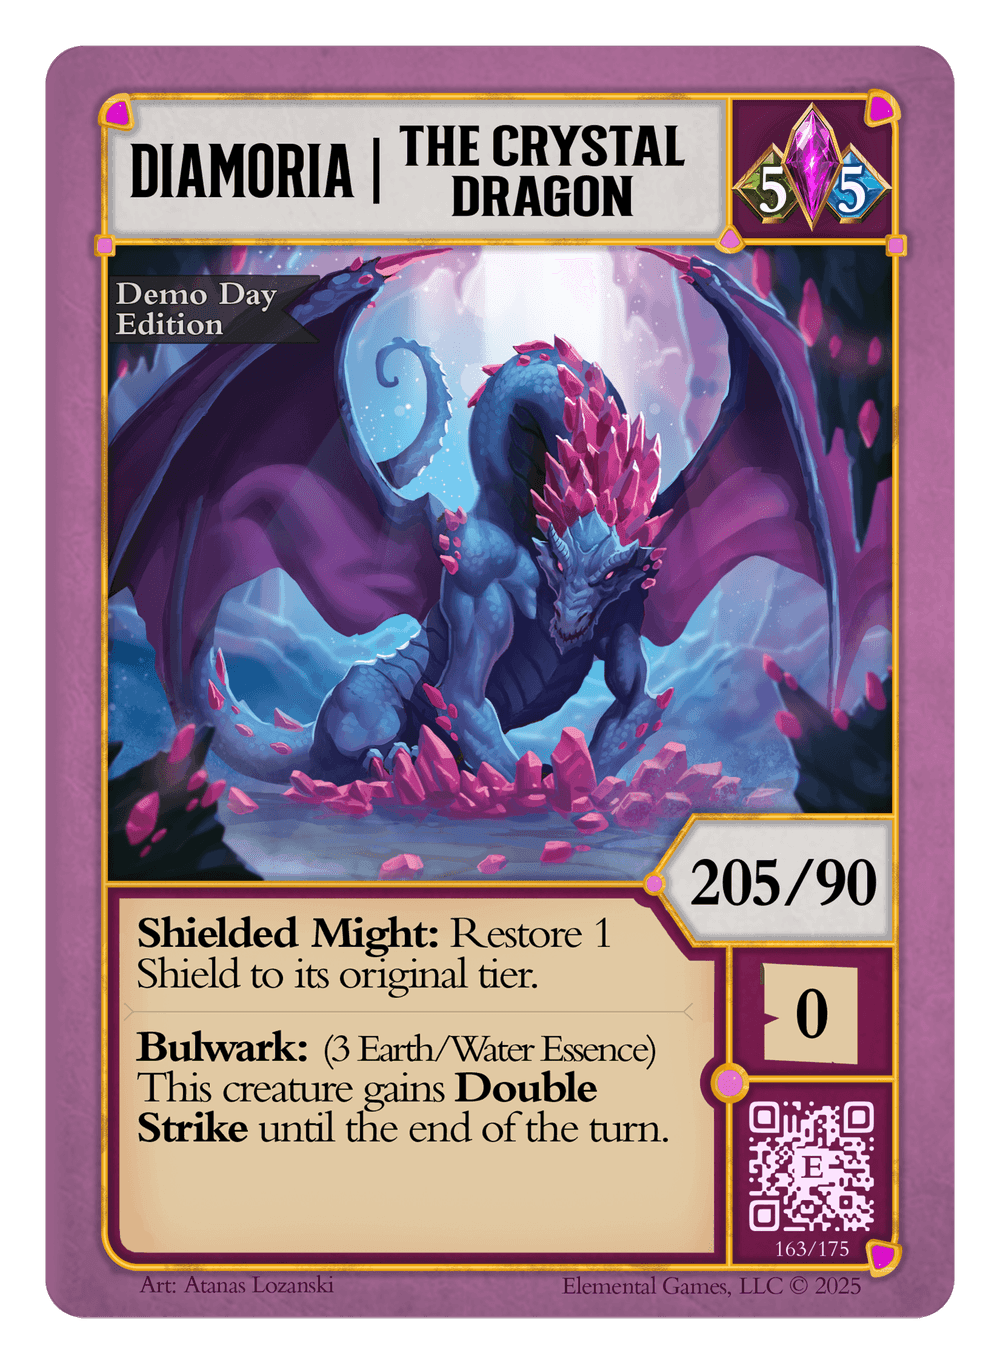 DIAMORIA | THE CRYSTAL
DRAGON
5 5
Demo Day
Edition
205/90
Shielded Might: Restore 1
Shield to its original tier.
0
Bulwark: (3 Earth/Water Essence)
This creature gains Double
Strike until the end of the turn.
E
163/175
Art: Atanas Lozanski
Elemental Games, LLC © 2025